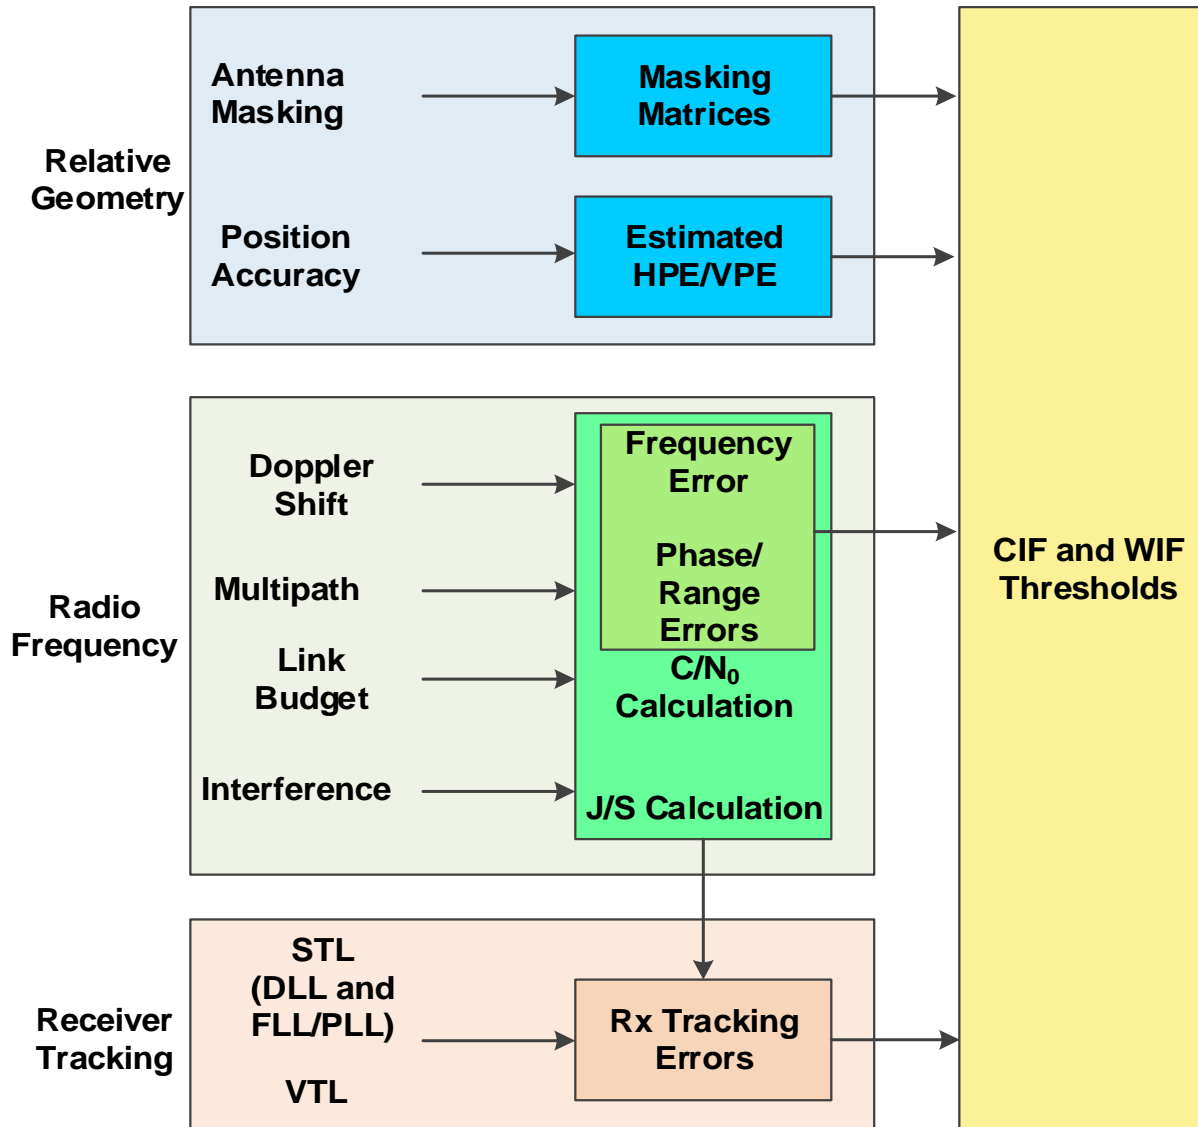 Relative
Geometry
Antenna
Masking
Masking
Matrices
Position
Accuracy
Estimated
HPE/VPE
Radio
Frequency
Doppler
Shift
Frequency
Error
Multipath
Phase/
Range
Errors
Link
Budget
C/N₀
Calculation
Interference
J/S Calculation
CIF and WIF
Thresholds
Receiver
Tracking
STL
(DLL and
FLL/PLL)
VTL
Rx Tracking
Errors